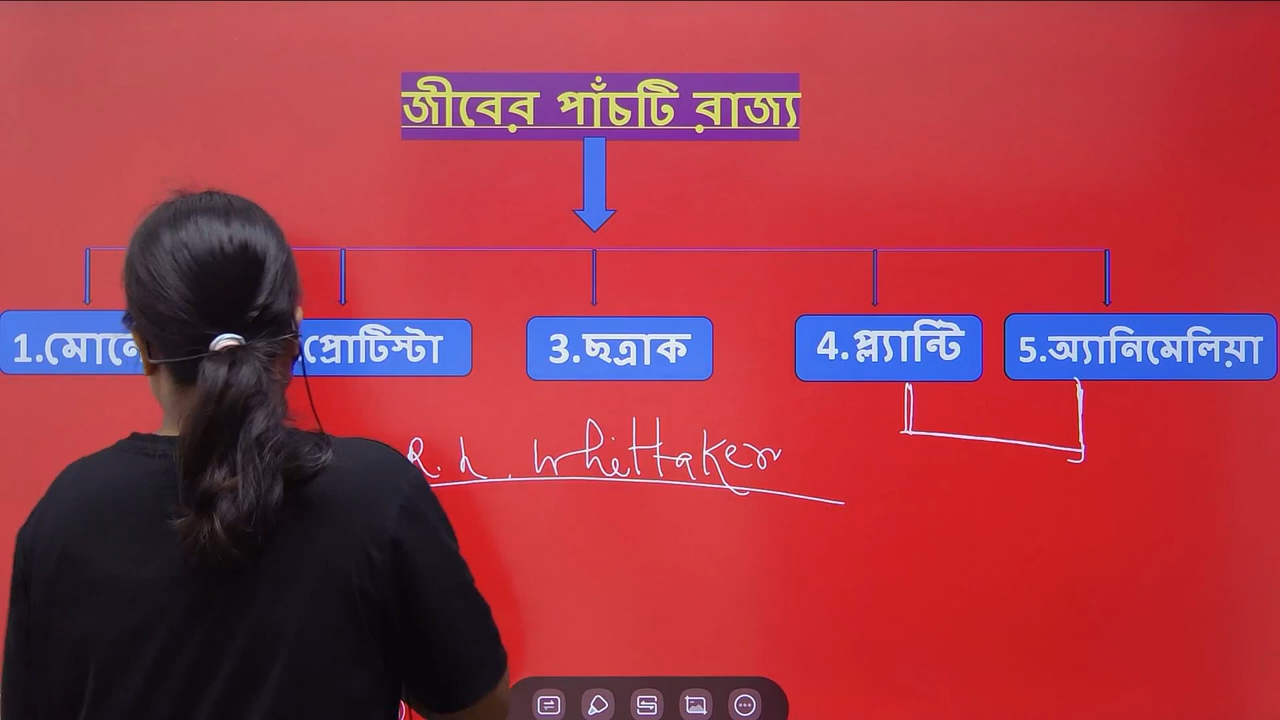 জীবের পাঁচটি রাজ্য
1.মোনে
প্রোটিস্টা
3.ছত্রাক
4.প্ল্যান্টি
5.অ্যানিমেলিয়া
R. h. Whittaker